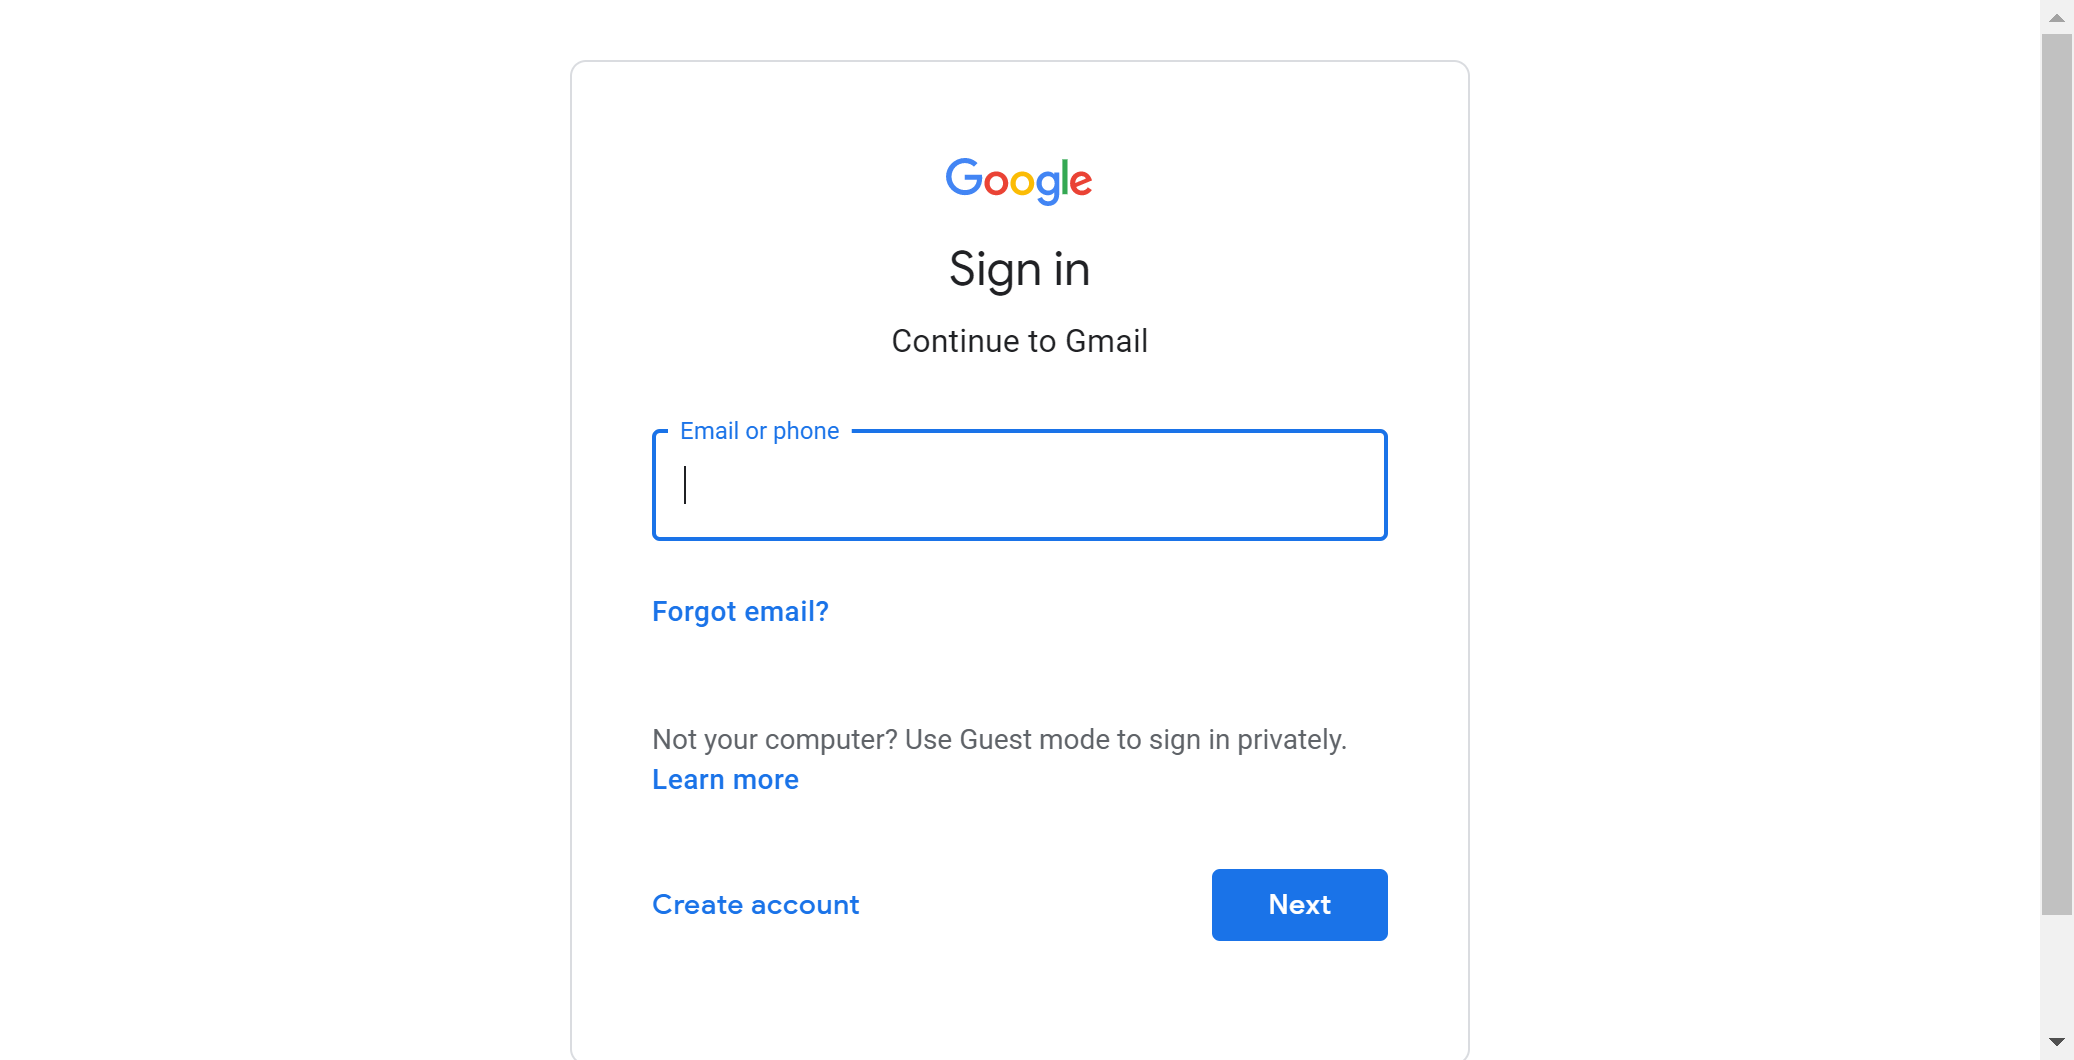 Google
Sign in
Continue to Gmail
Email or phone
Forgot email?
Not your computer? Use Guest mode to sign in privately.
Learn more
Create account
Next